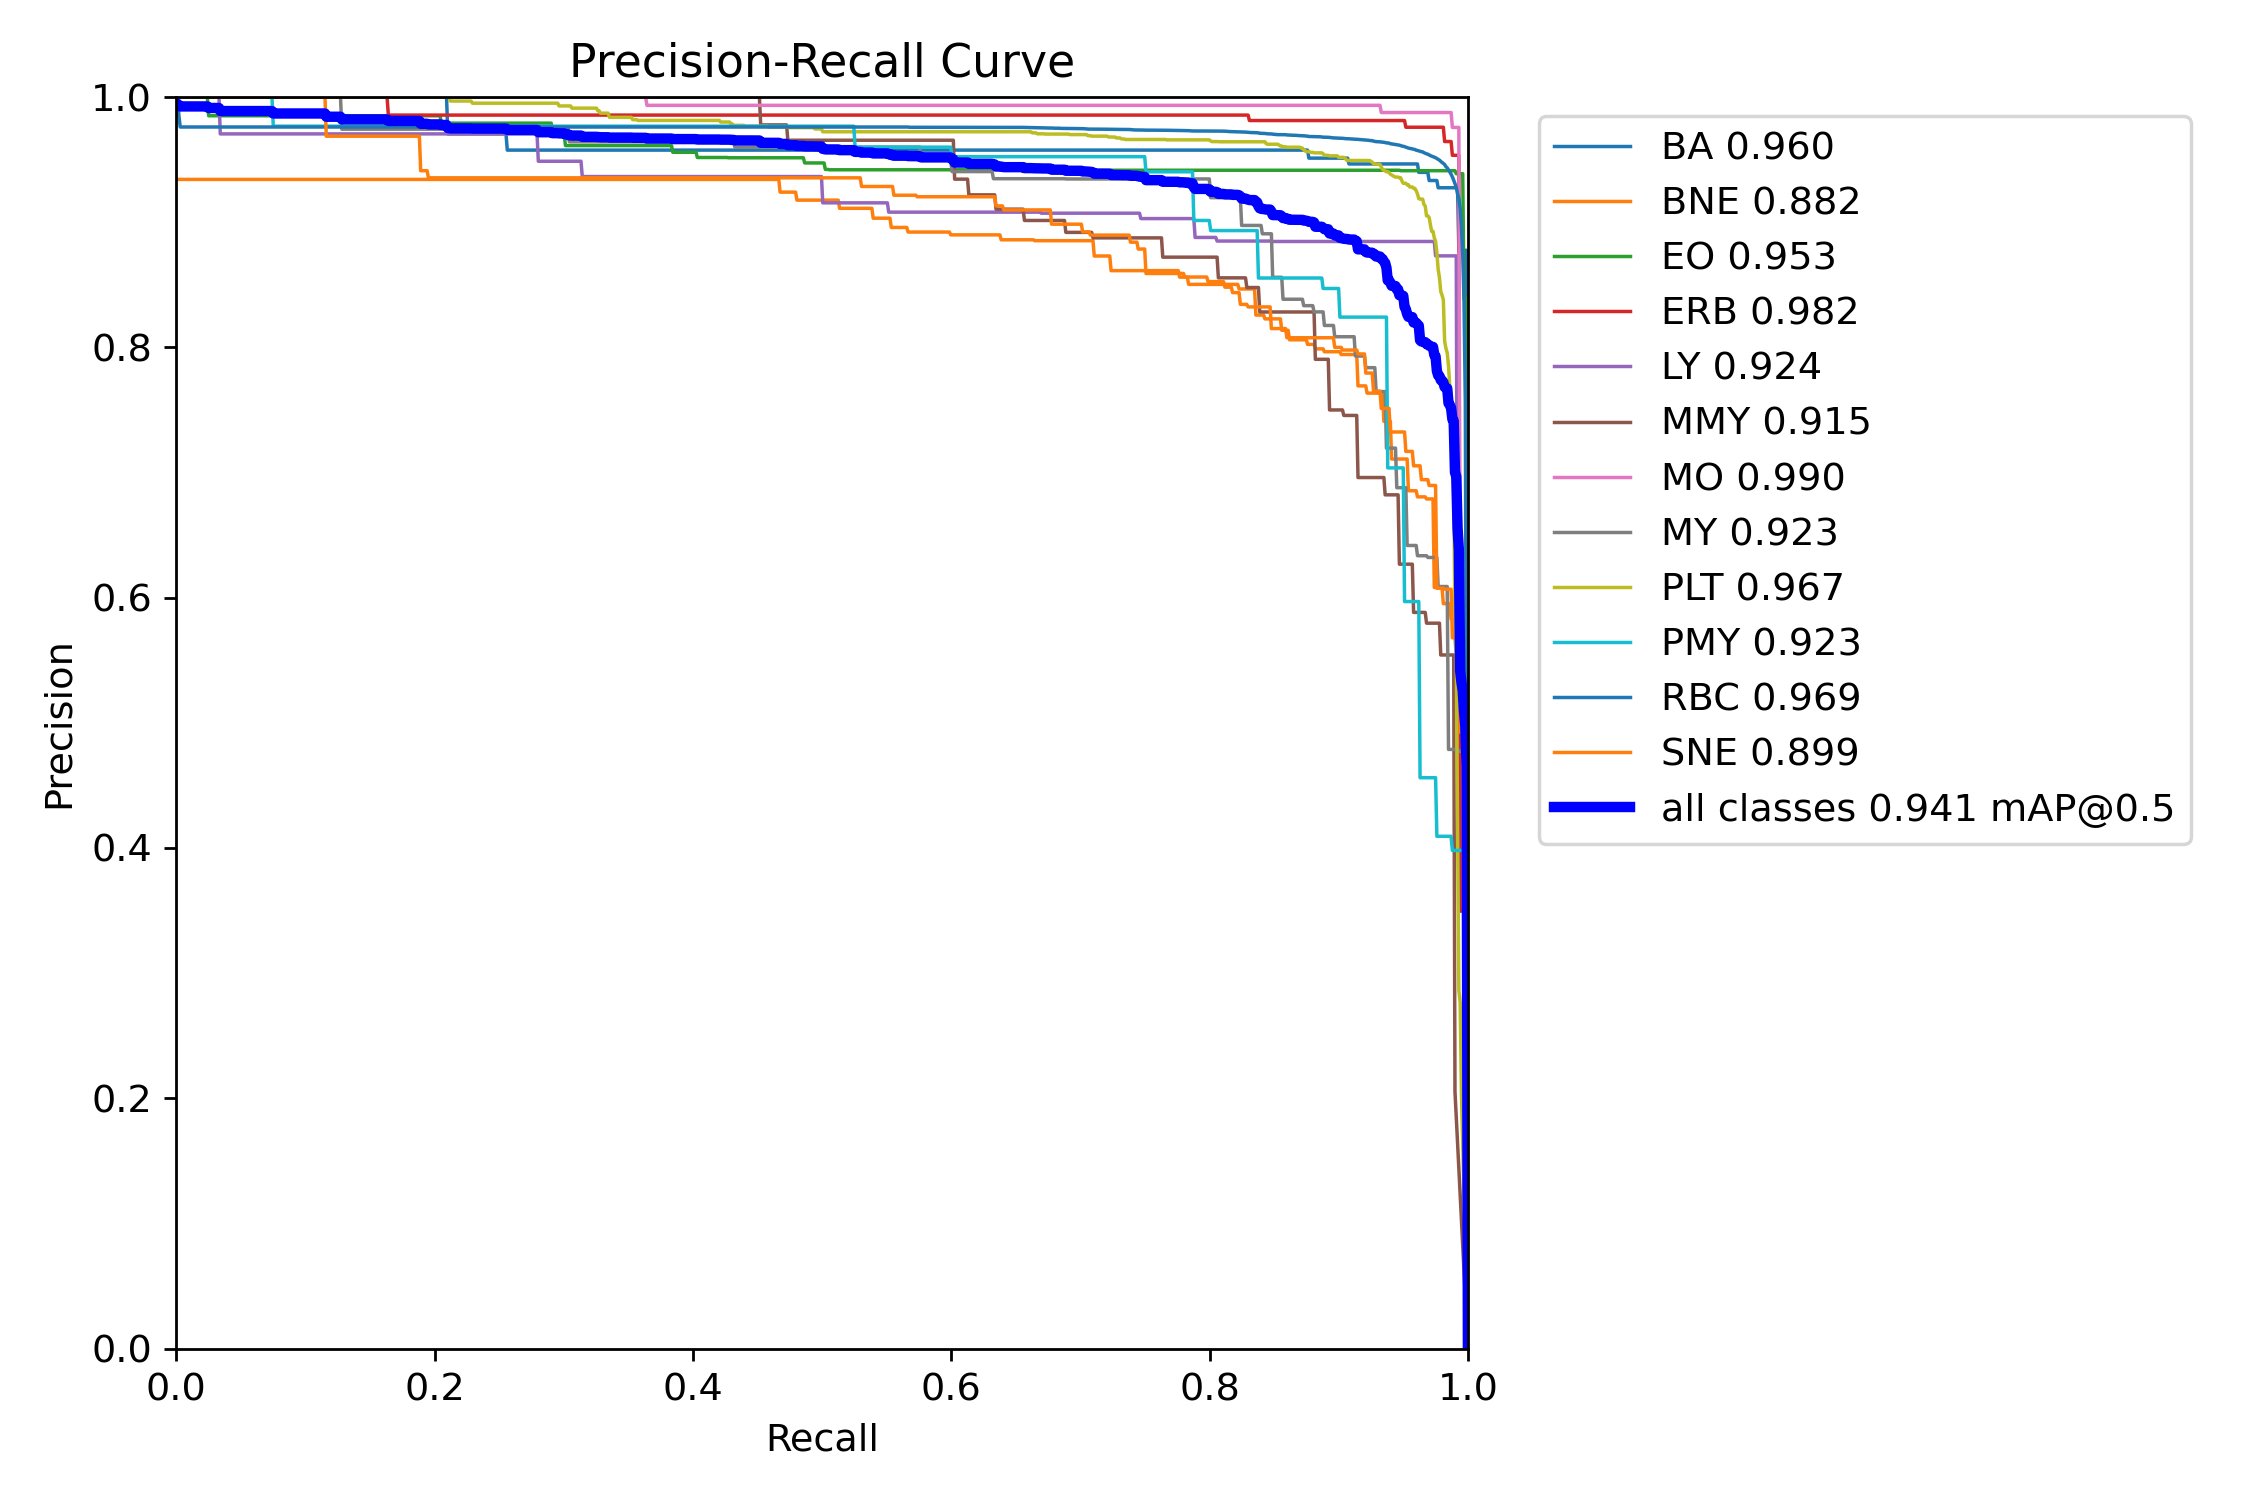 Precision-Recall Curve
1.0
0.8
0.6
0.4
0.2
0.0
Precision
0.0 0.2 0.4 0.6 0.8 1.0
Recall
BA 0.960
BNE 0.882
EO 0.953
ERB 0.982
LY 0.924
MMY 0.915
MO 0.990
MY 0.923
PLT 0.967
PMY 0.923
RBC 0.969
SNE 0.899
all classes 0.941 mAP@0.5